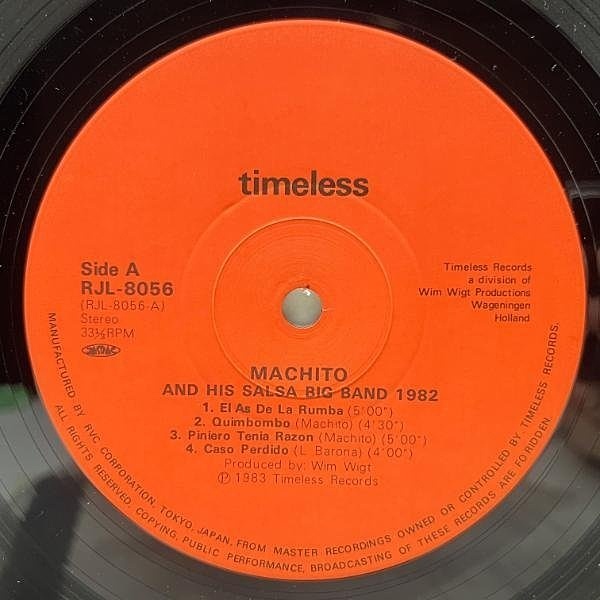 timeless
Side A
RJL-8056
(RJL-8056-A)
Stereo
33⅓RPM
Timeless Records
a division of
Wim Wigt Productions
Wageningen
Holland
MACHITO
AND HIS SALSA BIG BAND 1982
1. El As De La Rumba (5'00")
2. Quimbombo (Machito) (4'30")
3. Piniero Tenia Razon (Machito) (5'00")
4. Caso Perdido (L. Barona) (4'00")
Produced by: Wim Wigt
℗ 1983 Timeless Records
MANUFACTURED BY RVC CORPORATION, TOKYO, JAPAN, FROM MASTER RECORDINGS OWNED OR CONTROLLED BY TIMELESS RECORDS.
ALL RIGHTS RESERVED. COPYING, PUBLIC PERFORMANCE, BROADCASTING OF THESE RECORDS ARE FORIDDEN.